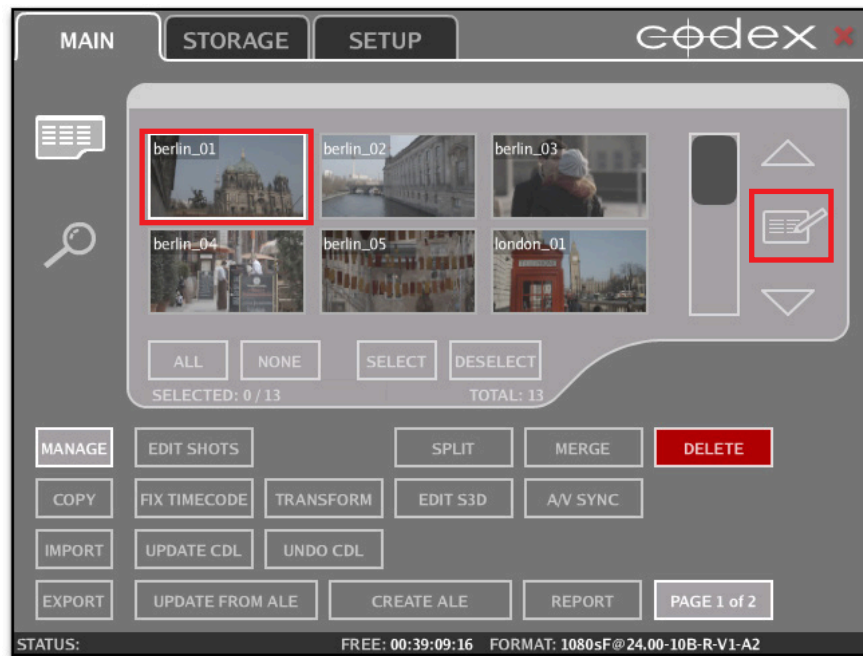 MAIN STORAGE SETUP codex
berlin_01 berlin_02 berlin_03
berlin_04 berlin_05 london_01
ALL NONE SELECT DESELECT
SELECTED: 0 / 13 TOTAL: 13
MANAGE EDIT SHOTS SPLIT MERGE DELETE
COPY FIX TIMECODE TRANSFORM EDIT S3D A/V SYNC
IMPORT UPDATE CDL UNDO CDL
EXPORT UPDATE FROM ALE CREATE ALE REPORT PAGE 1 of 2
STATUS: FREE: 00:39:09:16 FORMAT: 1080sF@24.00-10B-R-V1-A2